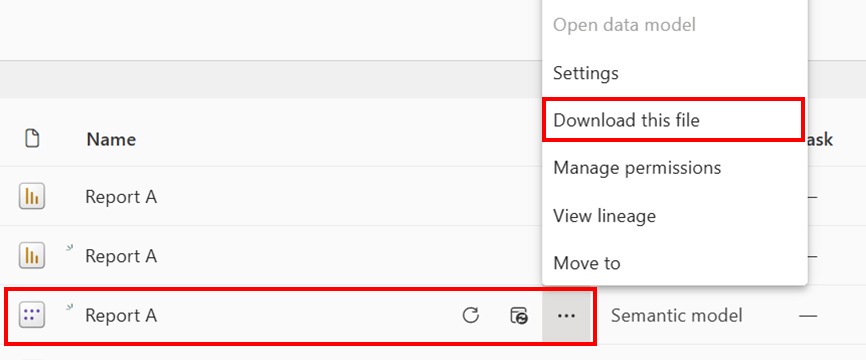 Open data model
Settings
Download this file
Name
ask
Manage permissions
Report A
—
View lineage
Report A
—
Move to
Report A
Semantic model
—